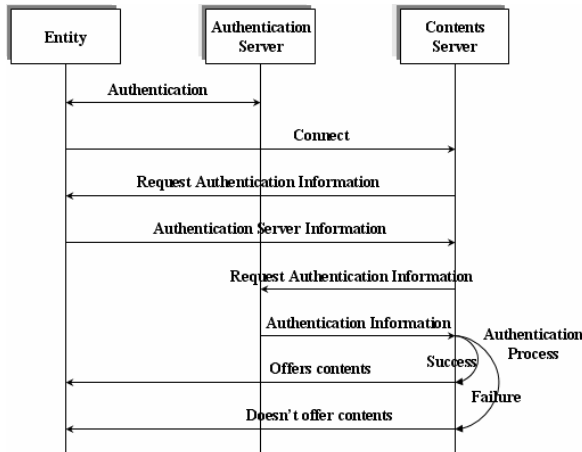 Entity
Authentication
Server
Contents
Server
Authentication
Connect
Request Authentication Information
Authentication Server Information
Request Authentication Information
Authentication Information
Authentication
Process
Success
Offers contents
Failure
Doesn't offer contents